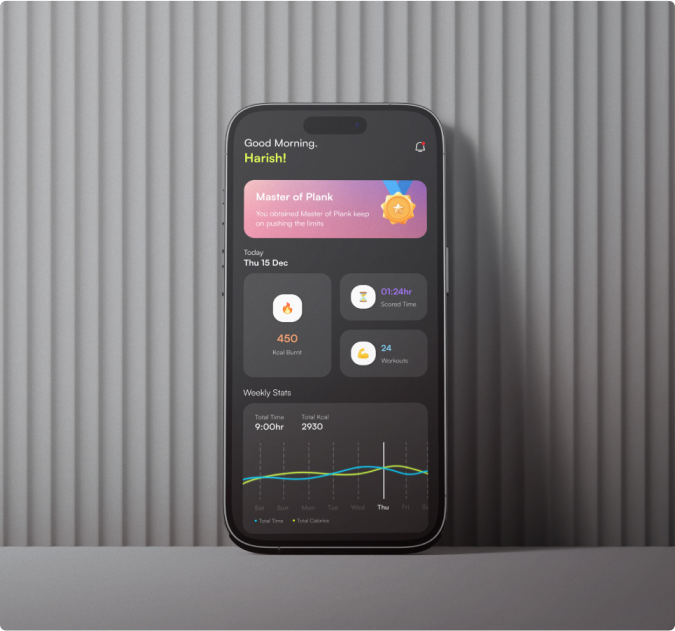 Good Morning.
Harish!
Master of Plank
You obtained Master of Plank keep
on pushing the limits
Today
Thu 15 Dec
450
Kcal Burnt
01:24hr
Scored Time
24
Workouts
Weekly Stats
Total Time Total Kcal
9:00hr 2930
Sat Sun Mon Tue Wed Thu Fri
Total Time Total Calories